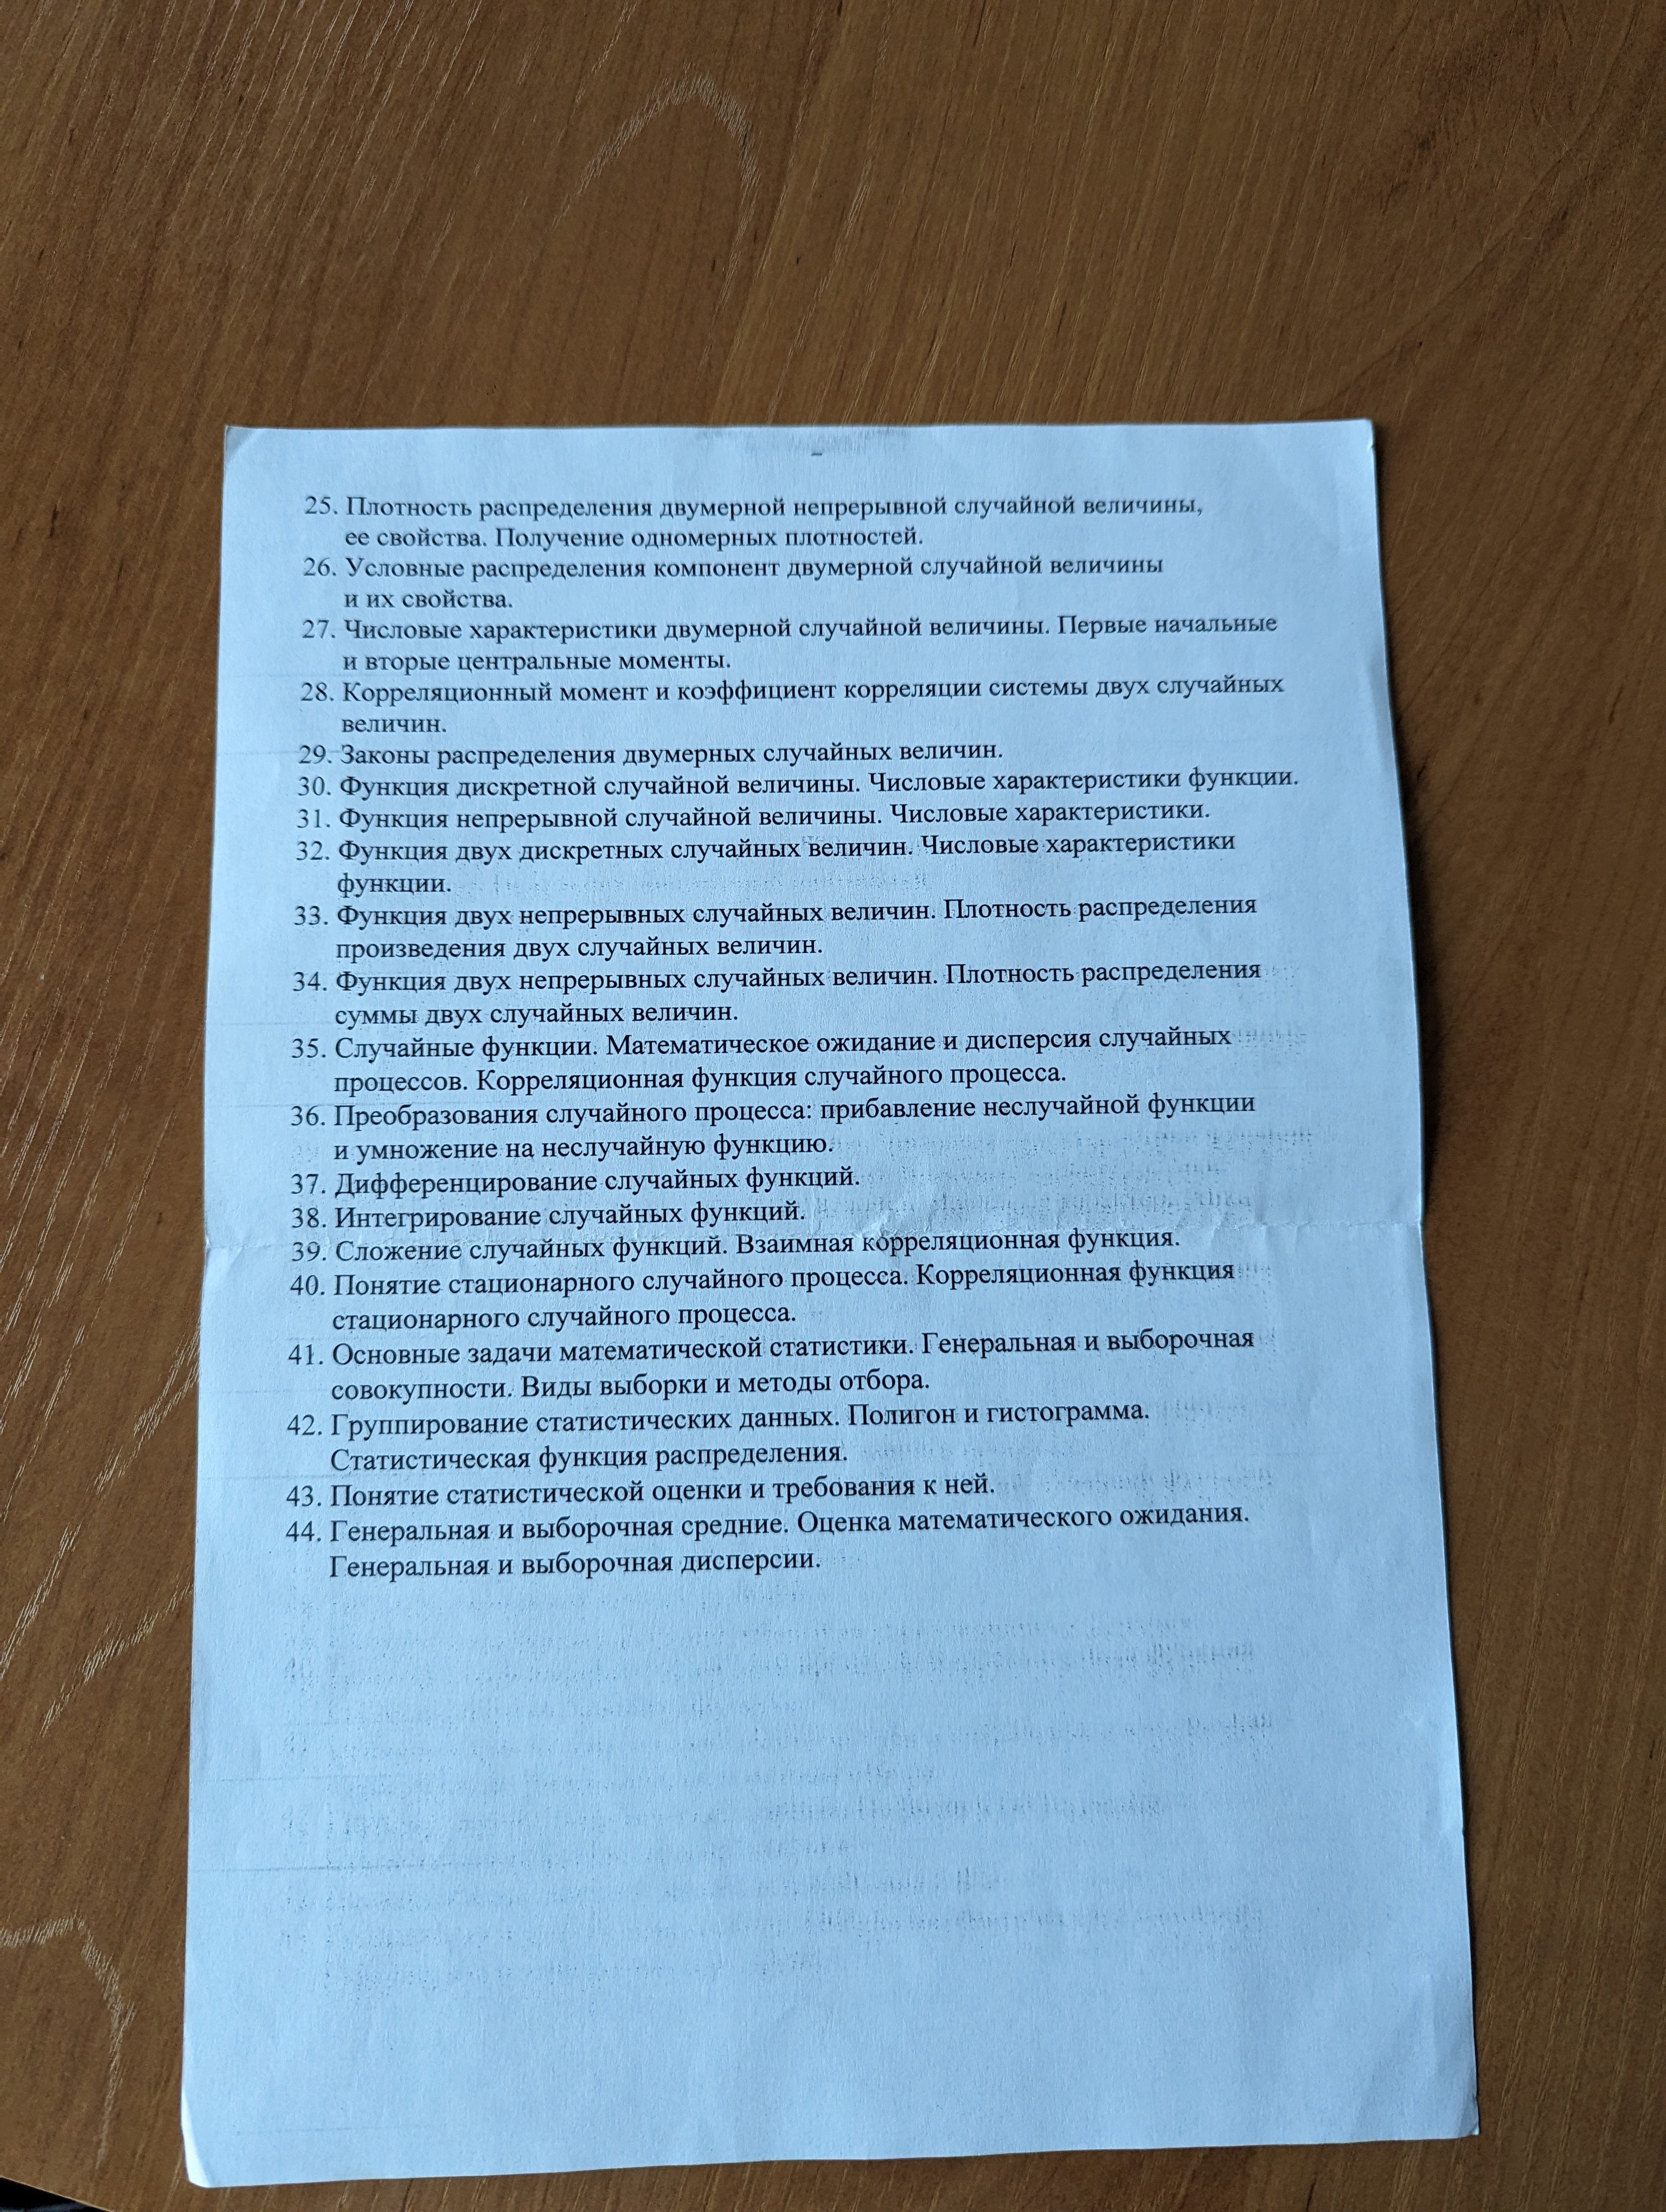 25. Плотность распределения двумерной непрерывной случайной величины,
ее свойства. Получение одномерных плотностей.
26. Условные распределения компонент двумерной случайной величины
и их свойства.
27. Числовые характеристики двумерной случайной величины. Первые начальные
и вторые центральные моменты.
28. Корреляционный момент и коэффициент корреляции системы двух случайных
величин.
29. Законы распределения двумерных случайных величин.
30. Функция дискретной случайной величины. Числовые характеристики функции.
31. Функция непрерывной случайной величины. Числовые характеристики.
32. Функция двух дискретных случайных величин. Числовые характеристики
функции.
33. Функция двух непрерывных случайных величин. Плотность распределения
произведения двух случайных величин.
34. Функция двух непрерывных случайных величин. Плотность распределения
суммы двух случайных величин.
35. Случайные функции. Математическое ожидание и дисперсия случайных
процессов. Корреляционная функция случайного процесса.
36. Преобразования случайного процесса: прибавление неслучайной функции
и умножение на неслучайную функцию.
37. Дифференцирование случайных функций.
38. Интегрирование случайных функций.
39. Сложение случайных функций. Взаимная корреляционная функция.
40. Понятие стационарного случайного процесса. Корреляционная функция
стационарного случайного процесса.
41. Основные задачи математической статистики. Генеральная и выборочная
совокупности. Виды выборки и методы отбора.
42. Группирование статистических данных. Полигон и гистограмма.
Статистическая функция распределения.
43. Понятие статистической оценки и требования к ней.
44. Генеральная и выборочная средние. Оценка математического ожидания.
Генеральная и выборочная дисперсии.